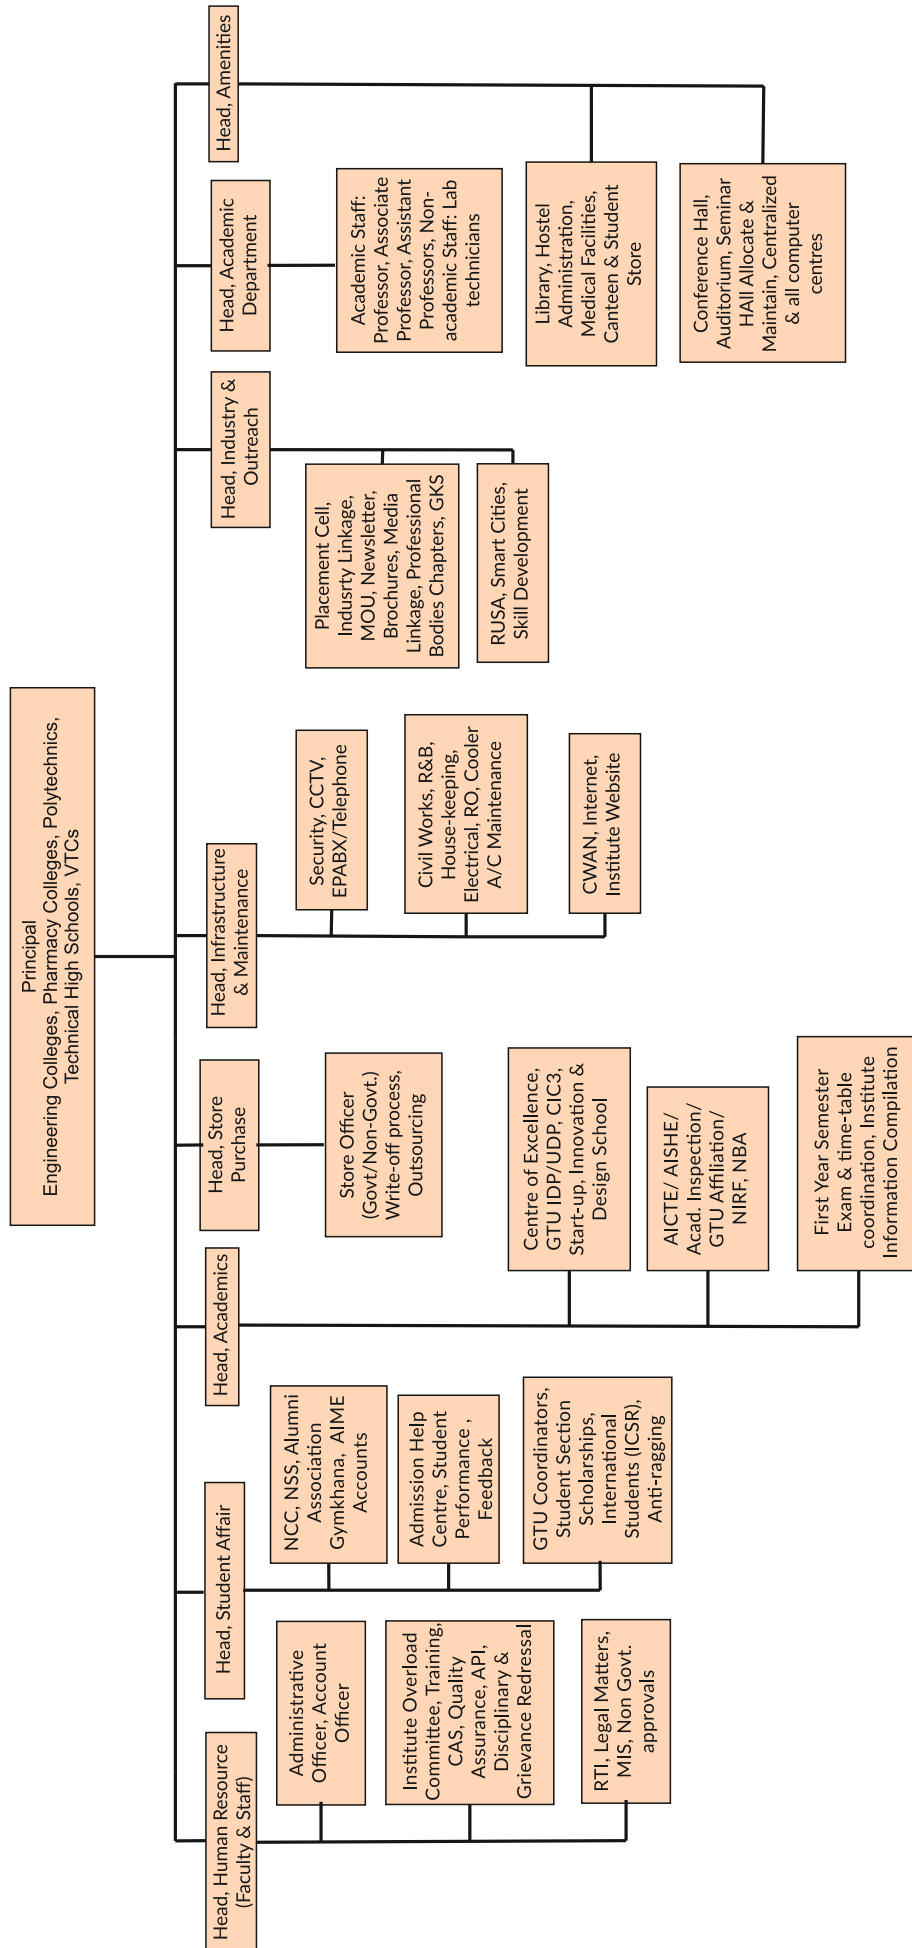 Principal
Engineering Colleges, Pharmacy Colleges, Polytechnics,
Technical High Schools, VTCs
Head, Human Resource
(Faculty & Staff)
Administrative
Officer, Account
Officer
Institute Overload
Committee, Training,
CAS, Quality
Assurance, API,
Disciplinary &
Grievance Redressal
RTI, Legal Matters,
MIS, Non Govt.
approvals
Head, Student Affair
NCC, NSS, Alumni
Association
Gymkhana, AIME
Accounts
Admission Help
Centre, Student
Performance ,
Feedback
GTU Coordinators,
Student Section
Scholarships,
International
Students (ICSR),
Anti-ragging
Head, Academics
Centre of Excellence,
GTU IDP/UDP, CIC3,
Start-up, Innovation &
Design School
AICTE/ AISHE/
Acad. Inspection/
GTU Affiliation/
NIRF, NBA
First Year Semester
Exam & time-table
coordination, Institute
Information Compilation
Head, Store
Purchase
Store Officer
(Govt/Non-Govt.)
Write-off process,
Outsourcing
Head, Infrastructure
& Maintenance
Security, CCTV,
EPABX/Telephone
Civil Works, R&B,
House-keeping,
Electrical, RO, Cooler
A/C Maintenance
CWAN, Internet,
Institute Website
Head, Industry &
Outreach
Placement Cell,
Indusrty Linkage,
MOU, Newsletter,
Brochures, Media
Linkage, Professional
Bodies Chapters, GKS
RUSA, Smart Cities,
Skill Development
Head, Academic
Department
Academic Staff:
Professor, Associate
Professor, Assistant
Professors, Non-
academic Staff: Lab
technicians
Head, Amenities
Library, Hostel
Administration,
Medical Facilities,
Canteen & Student
Store
Conference Hall,
Auditorium, Seminar
HAll Allocate &
Maintain, Centralized
& all computer
centres